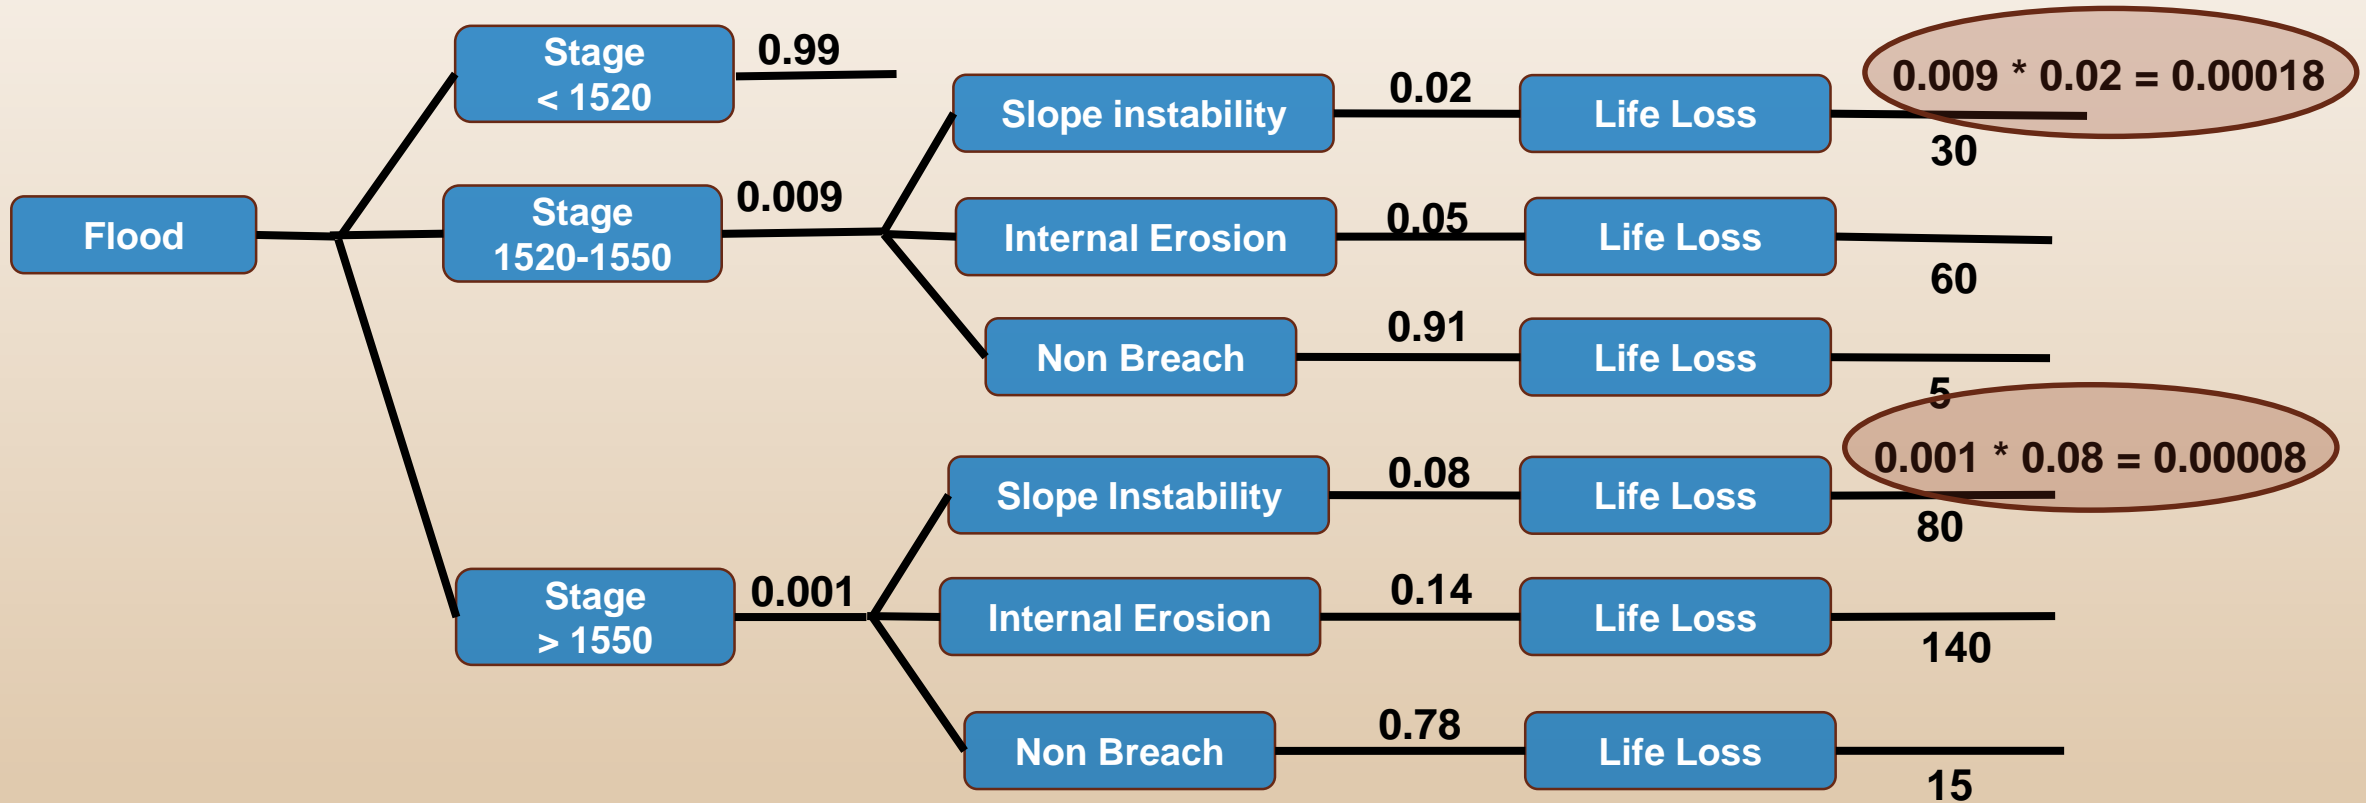 Flood
Stage
< 1520
0.99
Stage
1520-1550
0.009
Slope instability
0.02
Life Loss
0.009 * 0.02 = 0.00018
30
Internal Erosion
0.05
Life Loss
60
Non Breach
0.91
Life Loss
5
Stage
> 1550
0.001
Slope Instability
0.08
Life Loss
0.001 * 0.08 = 0.00008
80
Internal Erosion
0.14
Life Loss
140
Non Breach
0.78
Life Loss
15